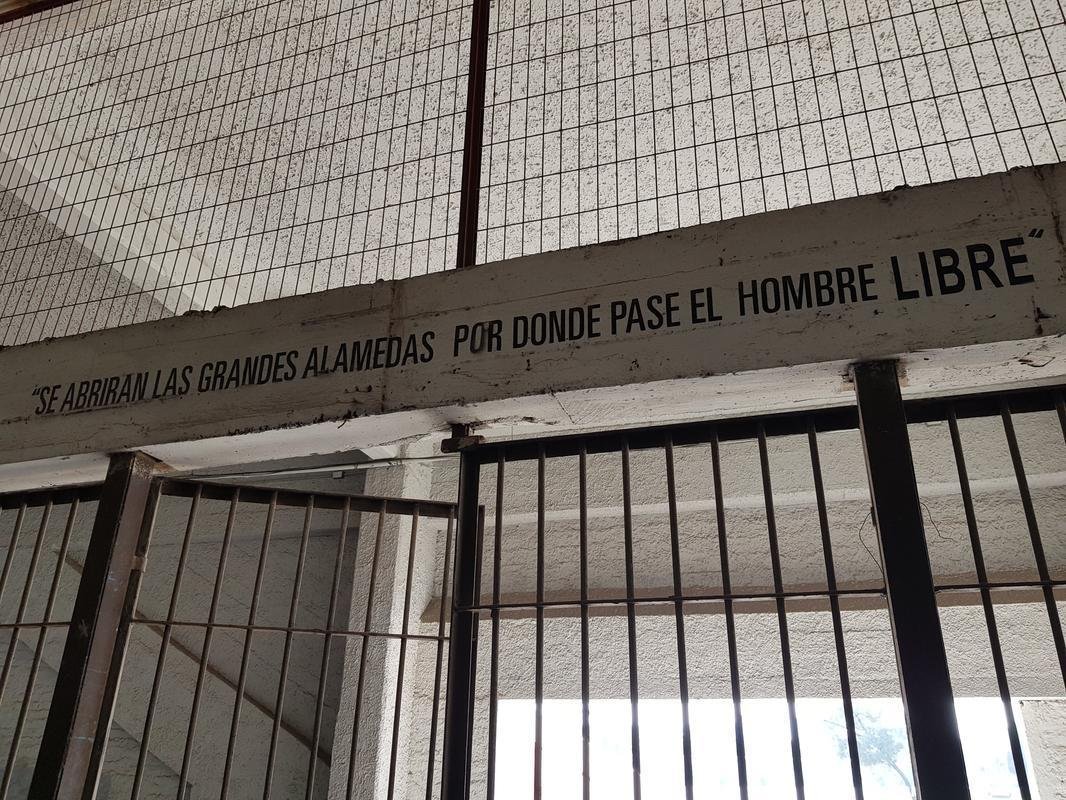 “SE ABRIRAN LAS GRANDES ALAMEDAS POR DONDE PASE EL HOMBRE LIBRE“